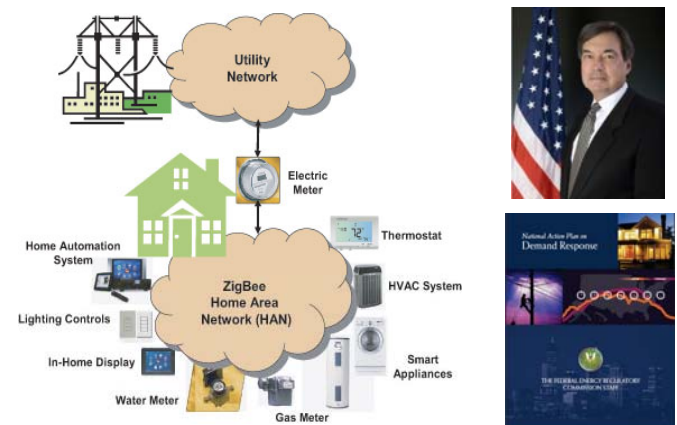 Utility
Network
Electric
Meter
Thermostat
72
Home Automation
System
ZigBee
Home Area
Network (HAN)
HVAC System
Lighting Controls
In-Home Display
Smart
Appliances
Water Meter
Gas Meter
National Action Plan on
Demand Response
THE FEDERAL ENERGY REGULATORY
COMMISSION STAFF